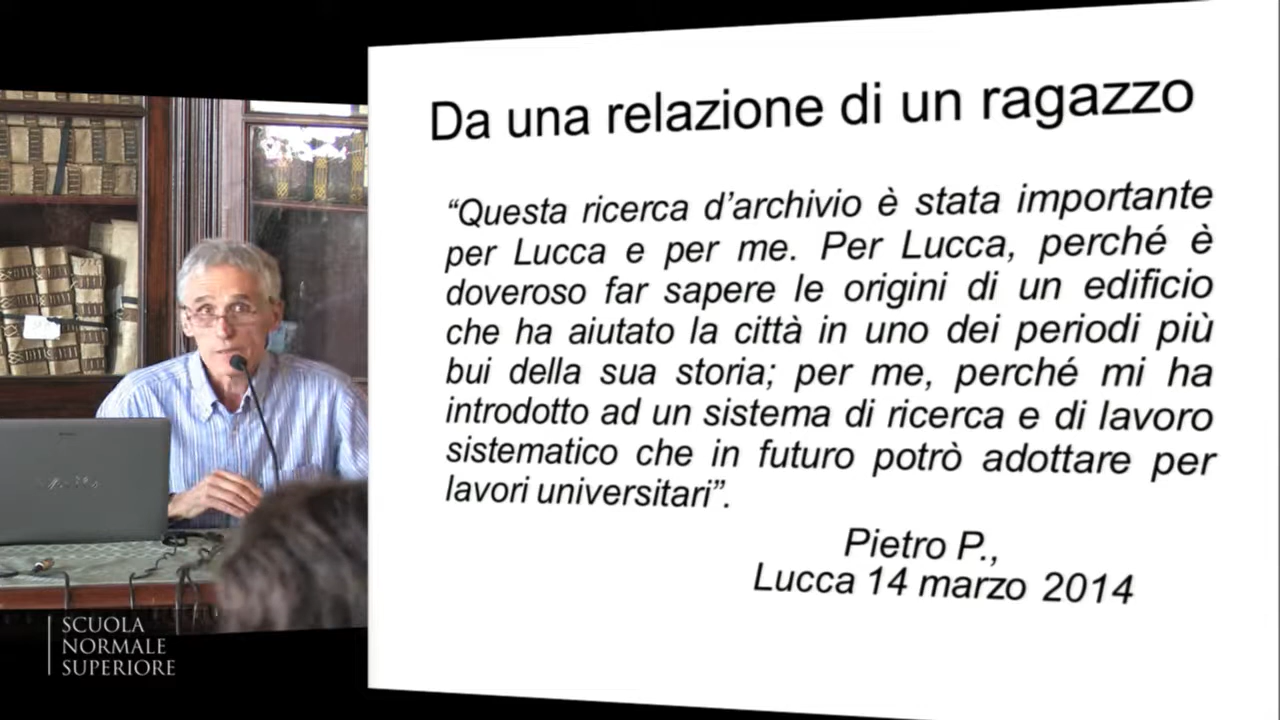 Da una relazione di un ragazzo
“Questa ricerca d’archivio è stata importante
per Lucca e per me. Per Lucca, perché è
doveroso far sapere le origini di un edificio
che ha aiutato la città in uno dei periodi più
bui della sua storia; per me, perché mi ha
introdotto ad un sistema di ricerca e di lavoro
sistematico che in futuro potrò adottare per
lavori universitari”.
Pietro P.,
Lucca 14 marzo 2014
VAIO
SCUOLA
NORMALE
SUPERIORE